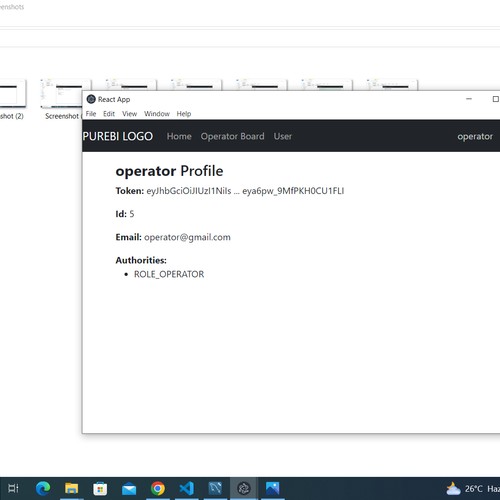 eenshots
shot (2)
Screenshot (
React App
File Edit View Window Help
PUREBI LOGO Home Operator Board User operator
operator Profile
Token: eyJhbGciOiJIUzI1NiIs ... eya6pw_9MfPKH0CU1FLI
Id: 5
Email: operator@gmail.com
Authorities:
• ROLE_OPERATOR
26°C Haz